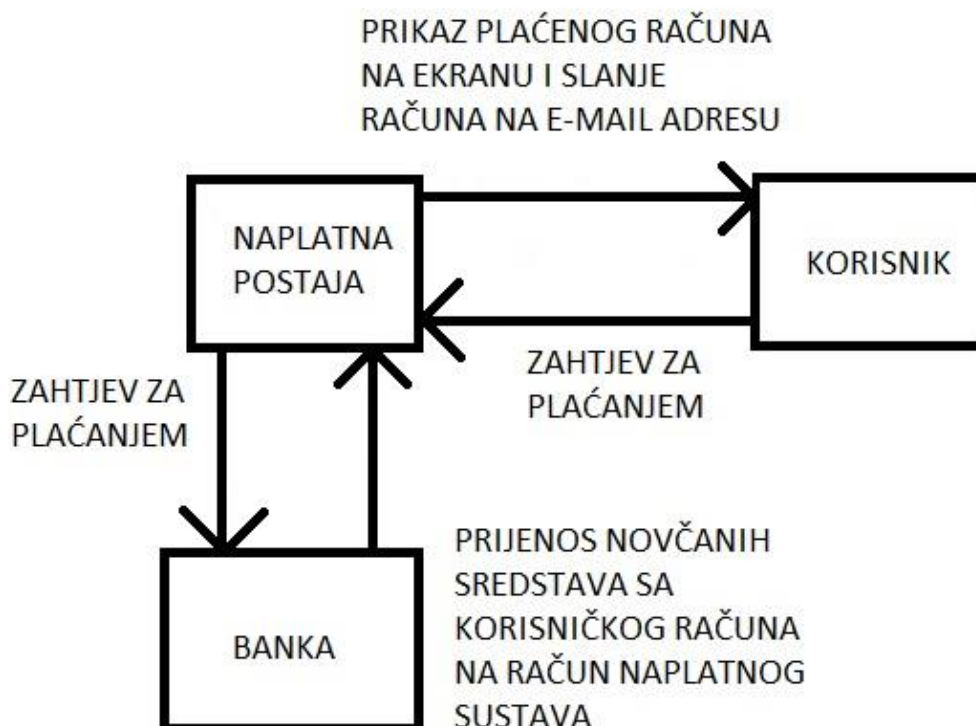 PRIKAZ PLAĆENOG RAČUNA
NA EKRANU I SLANJE
RAČUNA NA E-MAIL ADRESU
NAPLATNA
POSTAJA
KORISNIK
ZAHTJEV ZA
PLAĆANJEM
ZAHTJEV ZA
PLAĆANJEM
BANKA
PRIJENOS NOVČANIH
SREDSTAVA SA
KORISNIČKOG RAČUNA
NA RAČUN NAPLATNOG
SUSTAVA